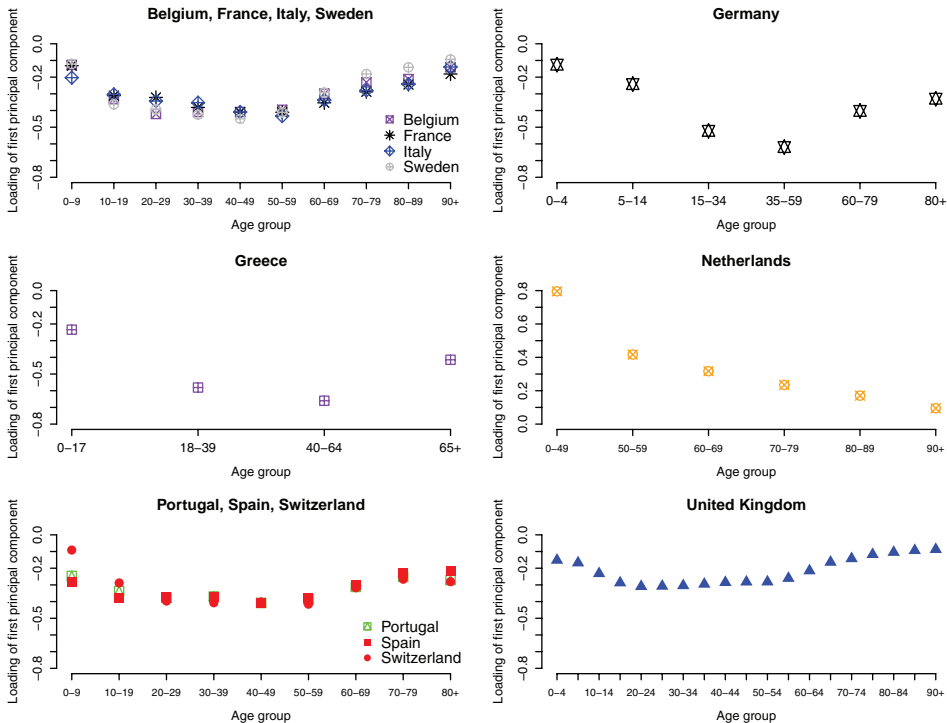 Belgium, France, Italy, Sweden
Loading of first principal component
0.0
−0.2
−0.5
−0.8
Belgium
France
Italy
Sweden
0−9 10−19 20−29 30−39 40−49 50−59 60−69 70−79 80−89 90+
Age group
Germany
Loading of first principal component
0.0
−0.2
−0.5
−0.8
0−4 5−14 15−34 35−59 60−79 80+
Age group
Greece
Loading of first principal component
0.0
−0.2
−0.5
−0.8
0−17 18−39 40−64 65+
Age group
Netherlands
Loading of first principal component
0.8
0.6
0.4
0.2
0.0
0−49 50−59 60−69 70−79 80−89 90+
Age group
Portugal, Spain, Switzerland
Loading of first principal component
0.0
−0.2
−0.5
−0.8
Portugal
Spain
Switzerland
0−9 10−19 20−29 30−39 40−49 50−59 60−69 70−79 80+
Age group
United Kingdom
Loading of first principal component
0.0
−0.2
−0.5
−0.8
0−4 10−14 20−24 30−34 40−44 50−54 60−64 70−74 80−84 90+
Age group